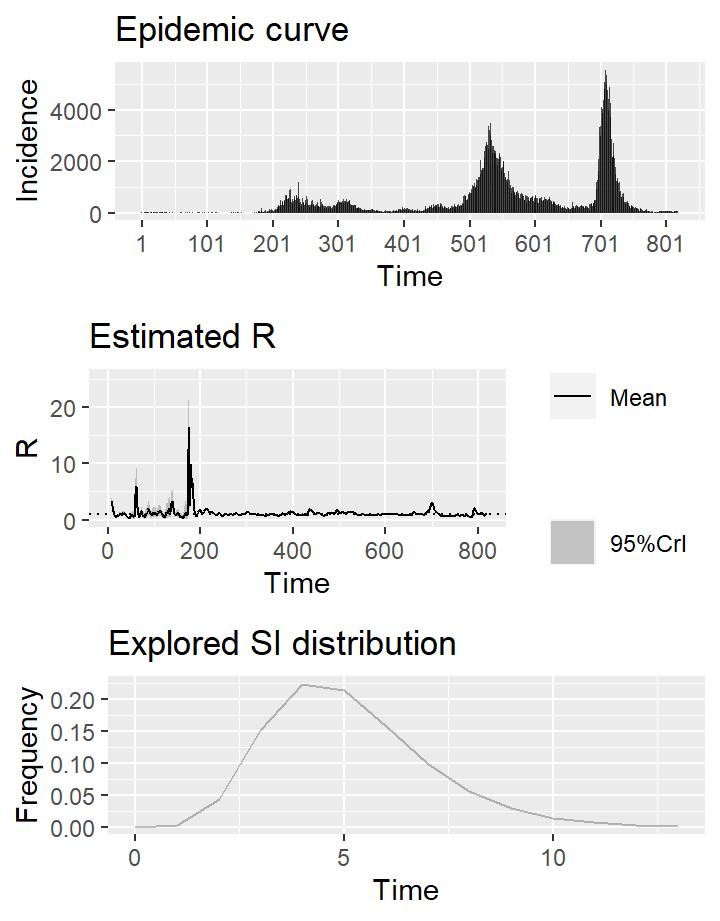 Epidemic curve
Incidence
4000
2000
0
1 101 201 301 401 501 601 701 801
Time
Estimated R
R
20
10
0
0 200 400 600 800
Time
Mean
95%CrI
Explored SI distribution
Frequency
0.20
0.15
0.10
0.05
0.00
0 5 10
Time